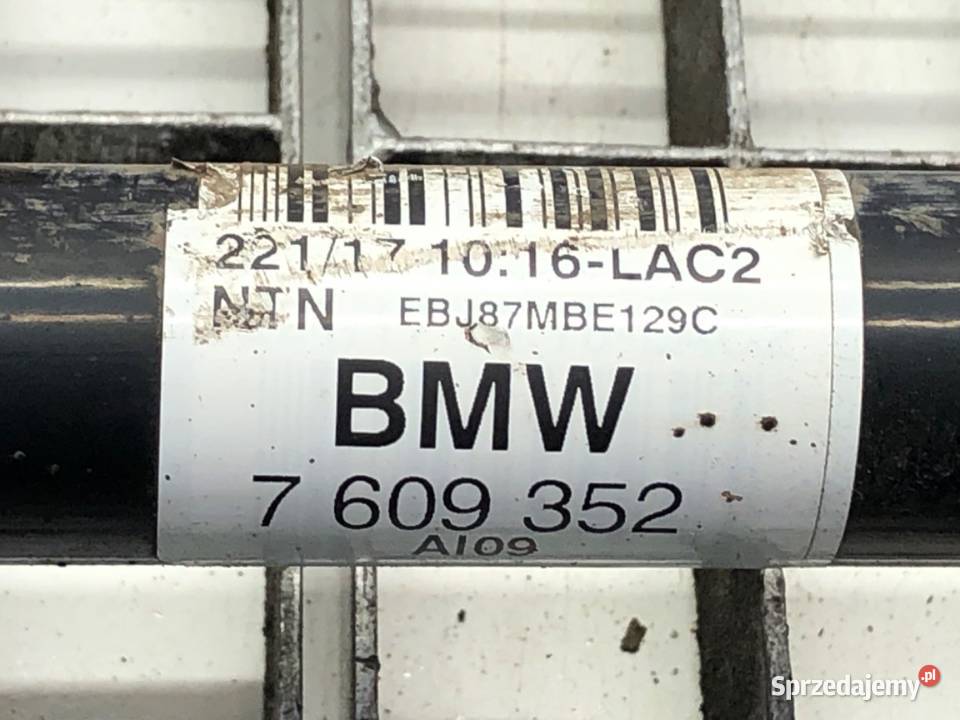 221/17 10:16-LAC2
NTN EBJ87MBE129C
BMW
7 609 352
AI09
Sprzedajemy.pl